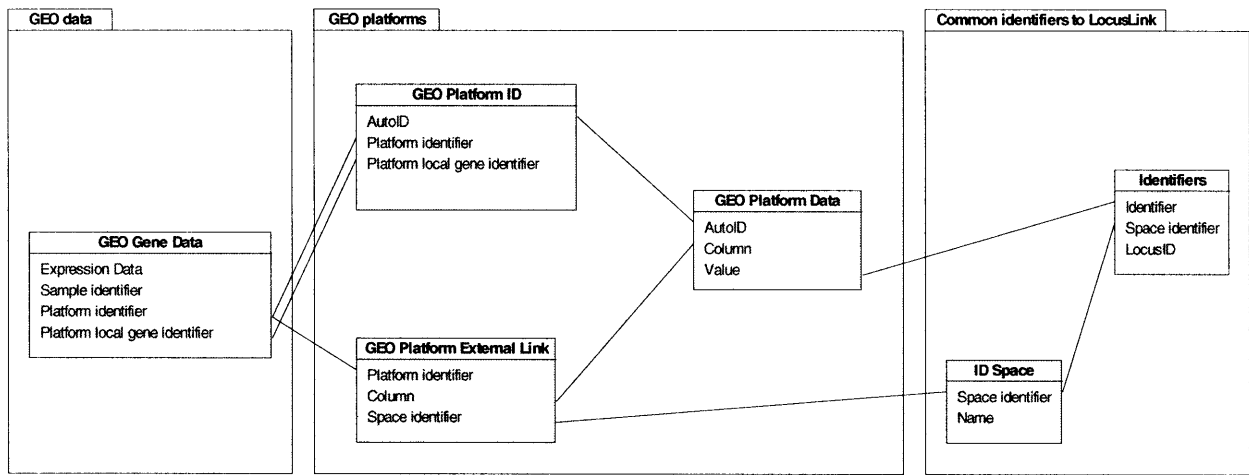 GEO data
GEO Gene Data
Expression Data
Sample identifier
Platform identifier
Platform local gene identifier
GEO platforms
GEO Platform ID
AutoID
Platform identifier
Platform local gene identifier
GEO Platform External Link
Platform identifier
Column
Space identifier
GEO Platform Data
AutoID
Column
Value
Common identifiers to LocusLink
Identifiers
Identifier
Space identifier
LocusID
ID Space
Space identifier
Name